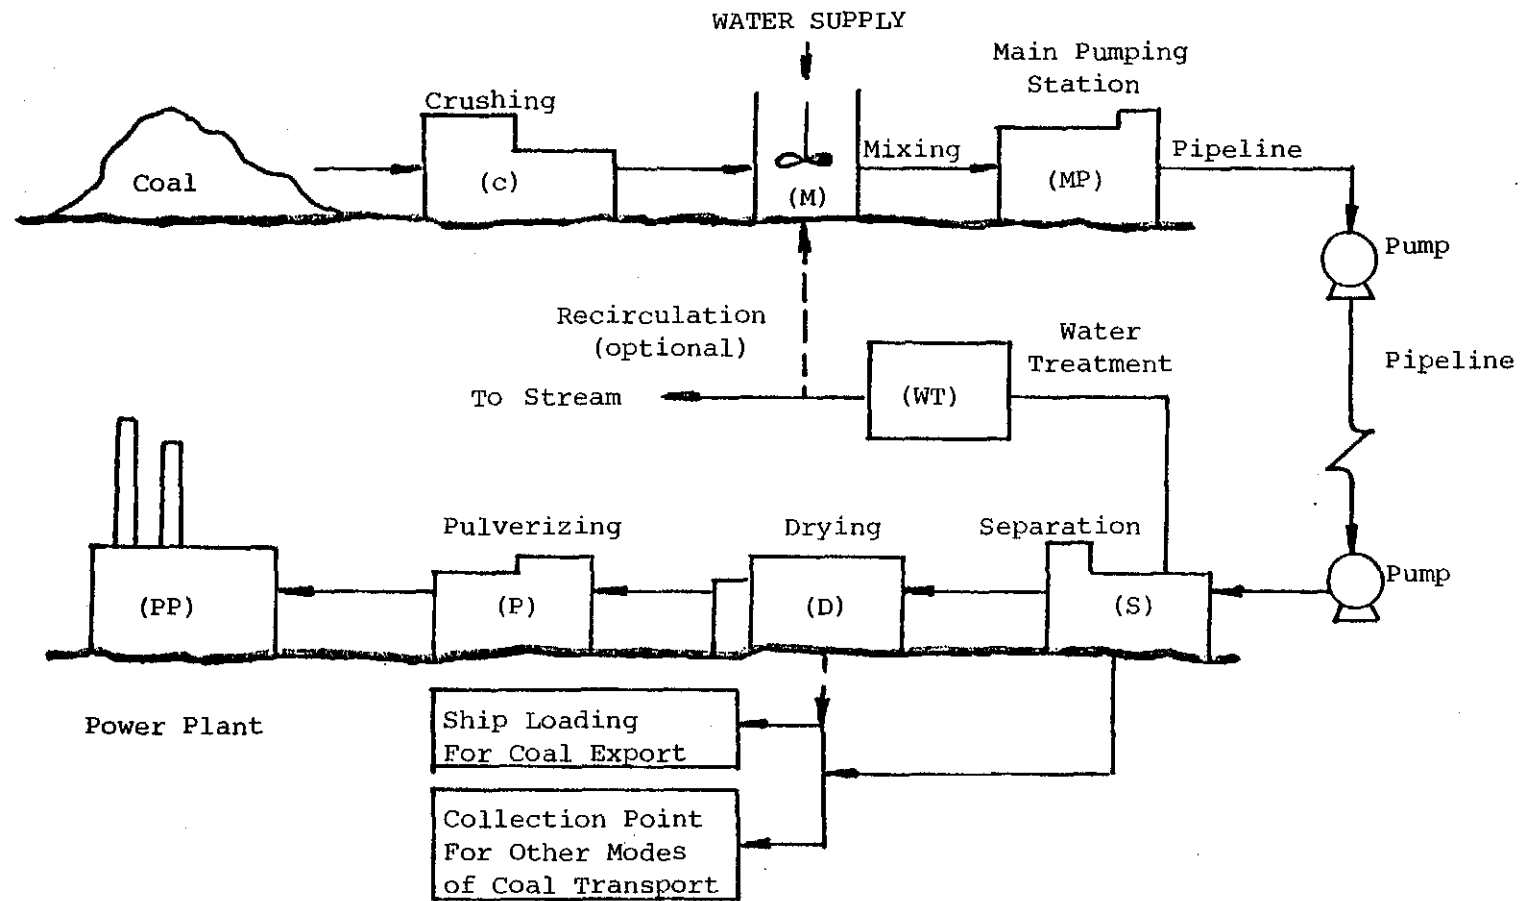 WATER SUPPLY
Main Pumping
Station
Crushing
Coal
(c)
(M)
Mixing
(MP)
Pipeline
Pump
Recirculation
(optional)
Water
Treatment
Pipeline
To Stream
(WT)
Pulverizing
Drying
Separation
Pump
(PP)
(P)
(D)
(S)
Power Plant
Ship Loading
For Coal Export
Collection Point
For Other Modes
of Coal Transport